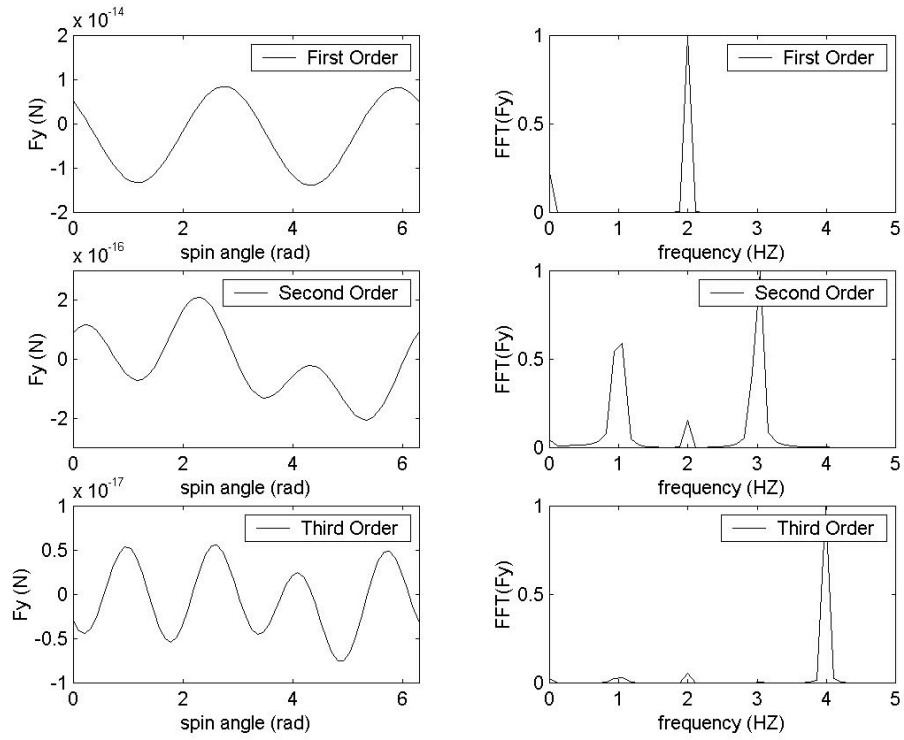 x 10-14
2
1
0
-1
-2
Fy (N)
First Order
0 2 4 6
spin angle (rad)
1
0.5
0
FFT(Fy)
First Order
0 1 2 3 4 5
frequency (HZ)
x 10-16
2
0
-2
Fy (N)
Second Order
0 2 4 6
spin angle (rad)
1
0.5
0
FFT(Fy)
Second Order
0 1 2 3 4 5
frequency (HZ)
x 10-17
1
0.5
0
-0.5
-1
Fy (N)
Third Order
0 2 4 6
spin angle (rad)
1
0.5
0
FFT(Fy)
Third Order
0 1 2 3 4 5
frequency (HZ)